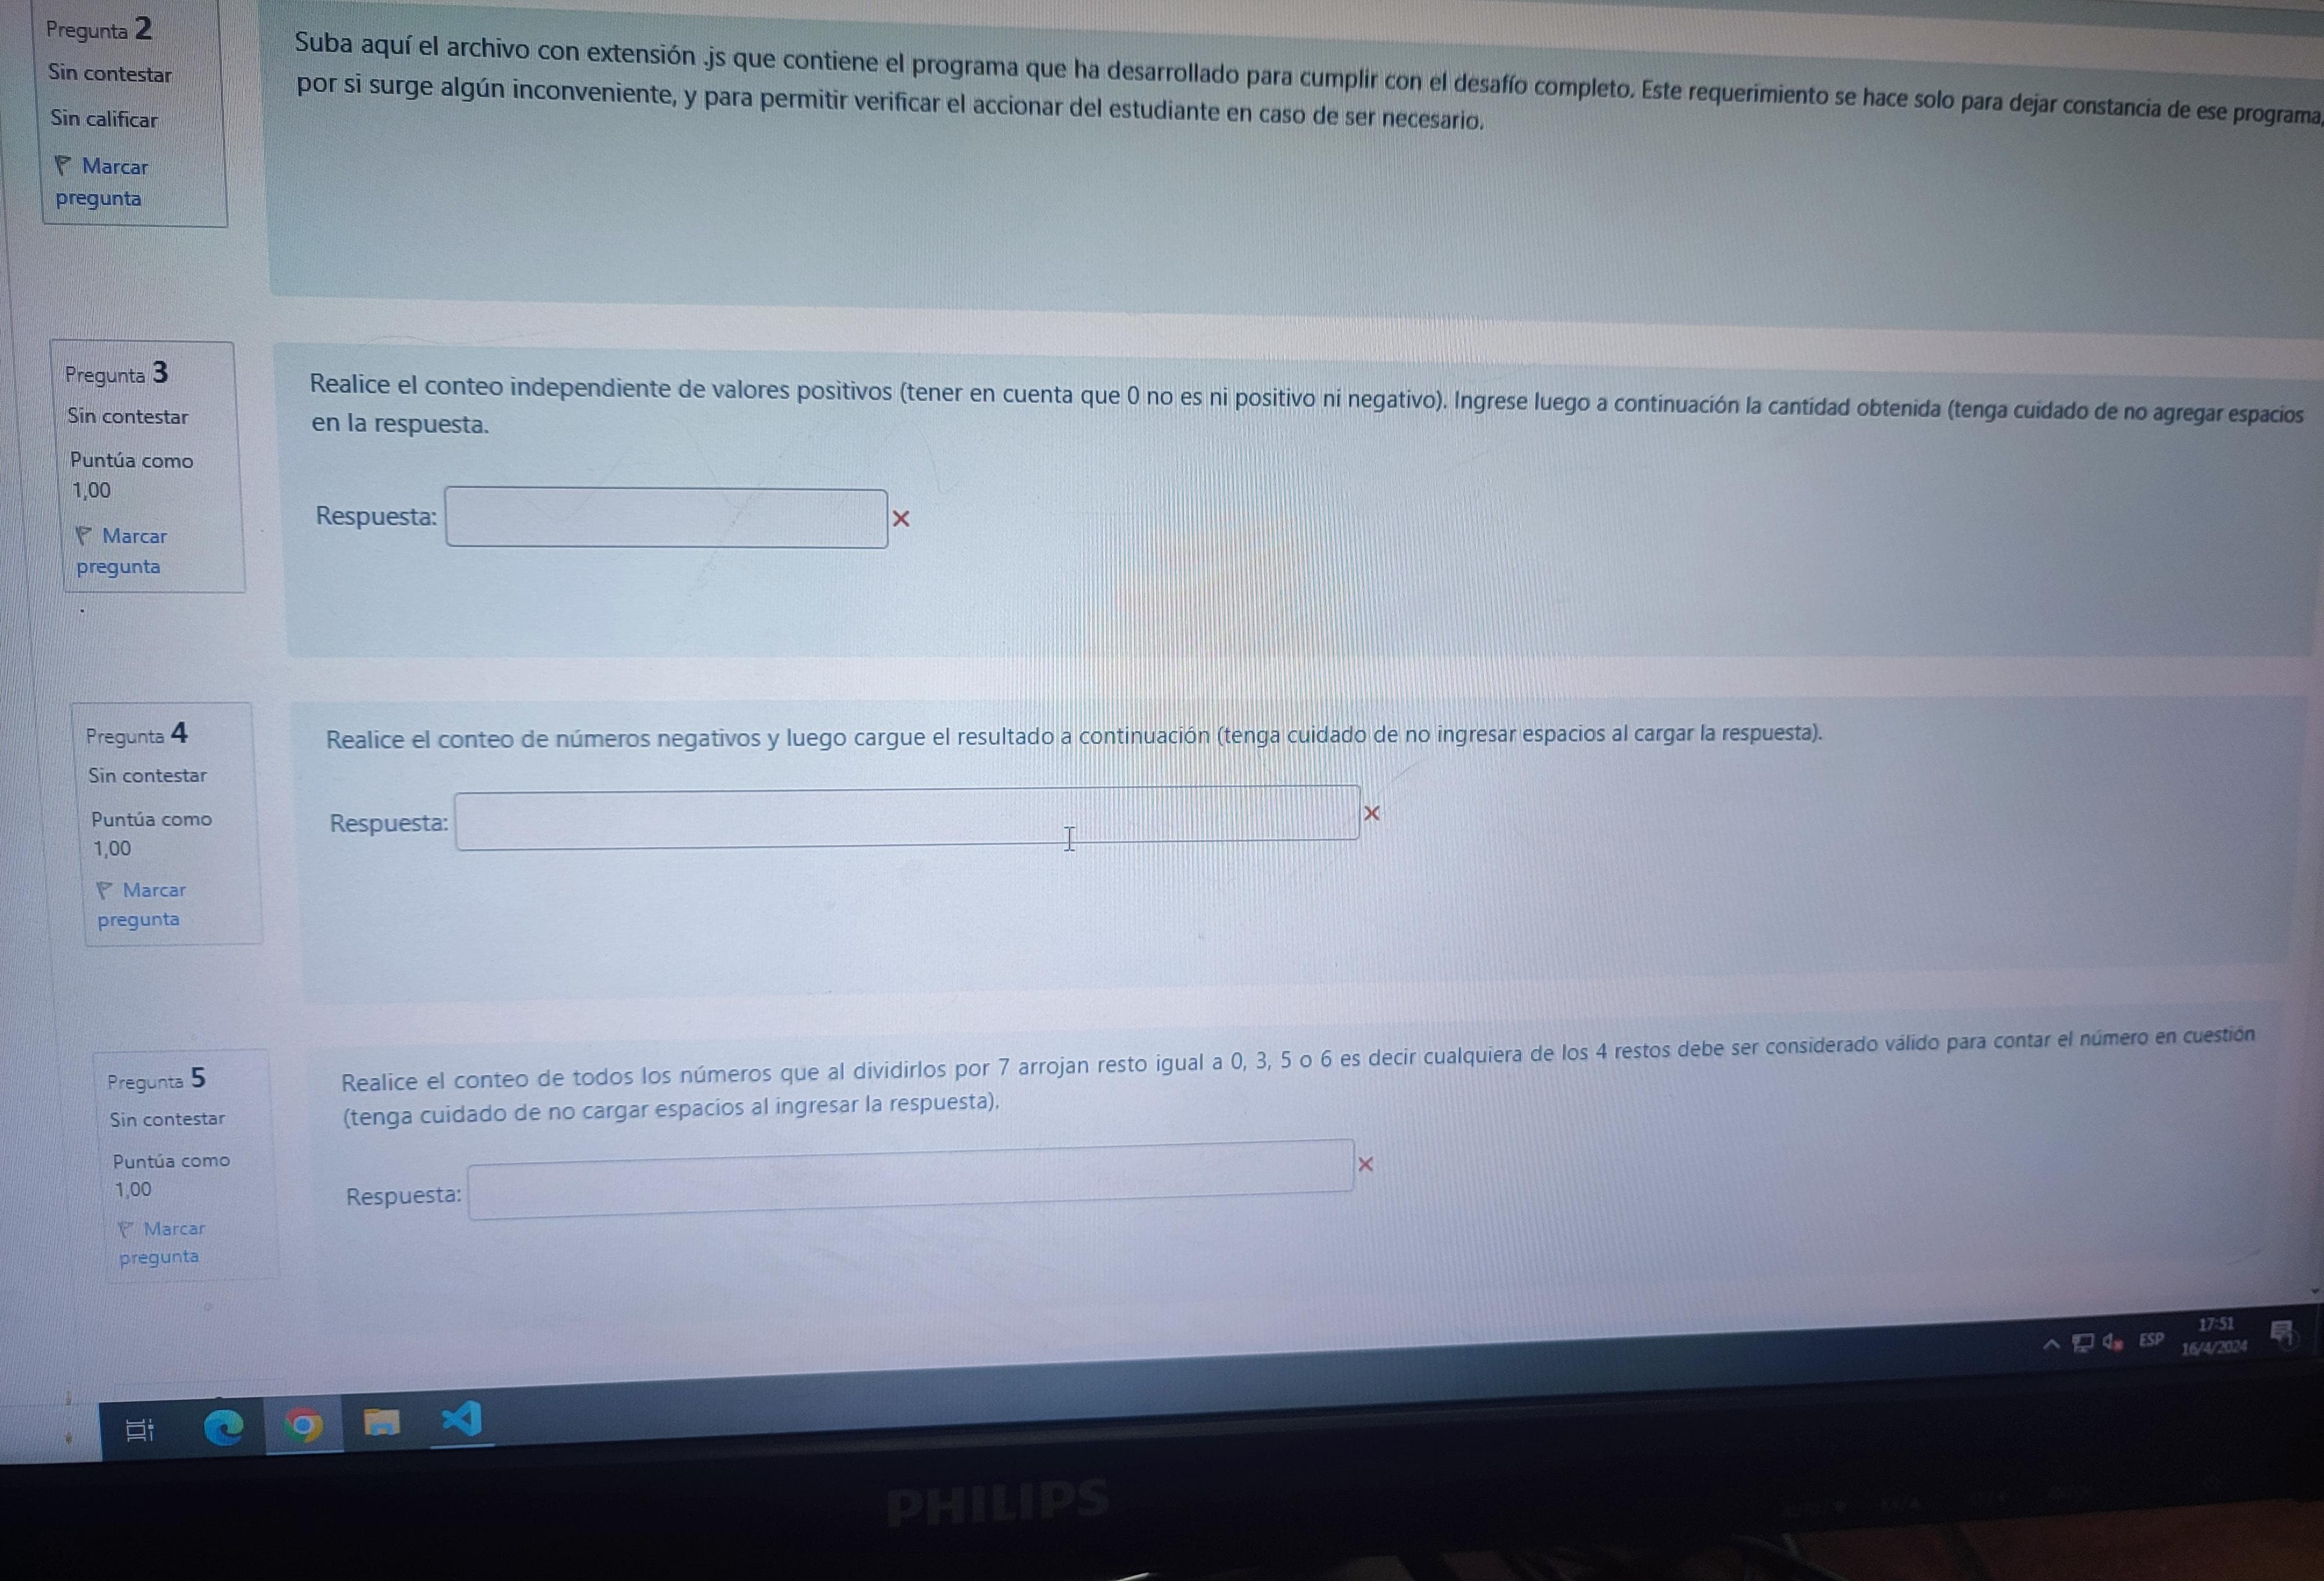 Pregunta 2
Sin contestar
Sin calificar
Marcar
pregunta
Suba aquí el archivo con extensión .js que contiene el programa que ha desarrollado para cumplir con el desafío completo. Este requerimiento se hace solo para dejar constancia de ese programa,
por si surge algún inconveniente, y para permitir verificar el accionar del estudiante en caso de ser necesario.
Pregunta 3
Sin contestar
Puntúa como
1,00
Marcar
pregunta
Realice el conteo independiente de valores positivos (tener en cuenta que 0 no es ni positivo ni negativo). Ingrese luego a continuación la cantidad obtenida (tenga cuidado de no agregar espacios
en la respuesta.
Respuesta:
Pregunta 4
Sin contestar
Puntúa como
1,00
Marcar
pregunta
Realice el conteo de números negativos y luego cargue el resultado a continuación (tenga cuidado de no ingresar espacios al cargar la respuesta).
Respuesta:
Pregunta 5
Sin contestar
Puntúa como
1,00
Marcar
pregunta
Realice el conteo de todos los números que al dividirlos por 7 arrojan resto igual a 0, 3, 5 o 6 es decir cualquiera de los 4 restos debe ser considerado válido para contar el número en cuestión
(tenga cuidado de no cargar espacios al ingresar la respuesta).
Respuesta:
ESP
17:51
16/4/2024
PHILIPS